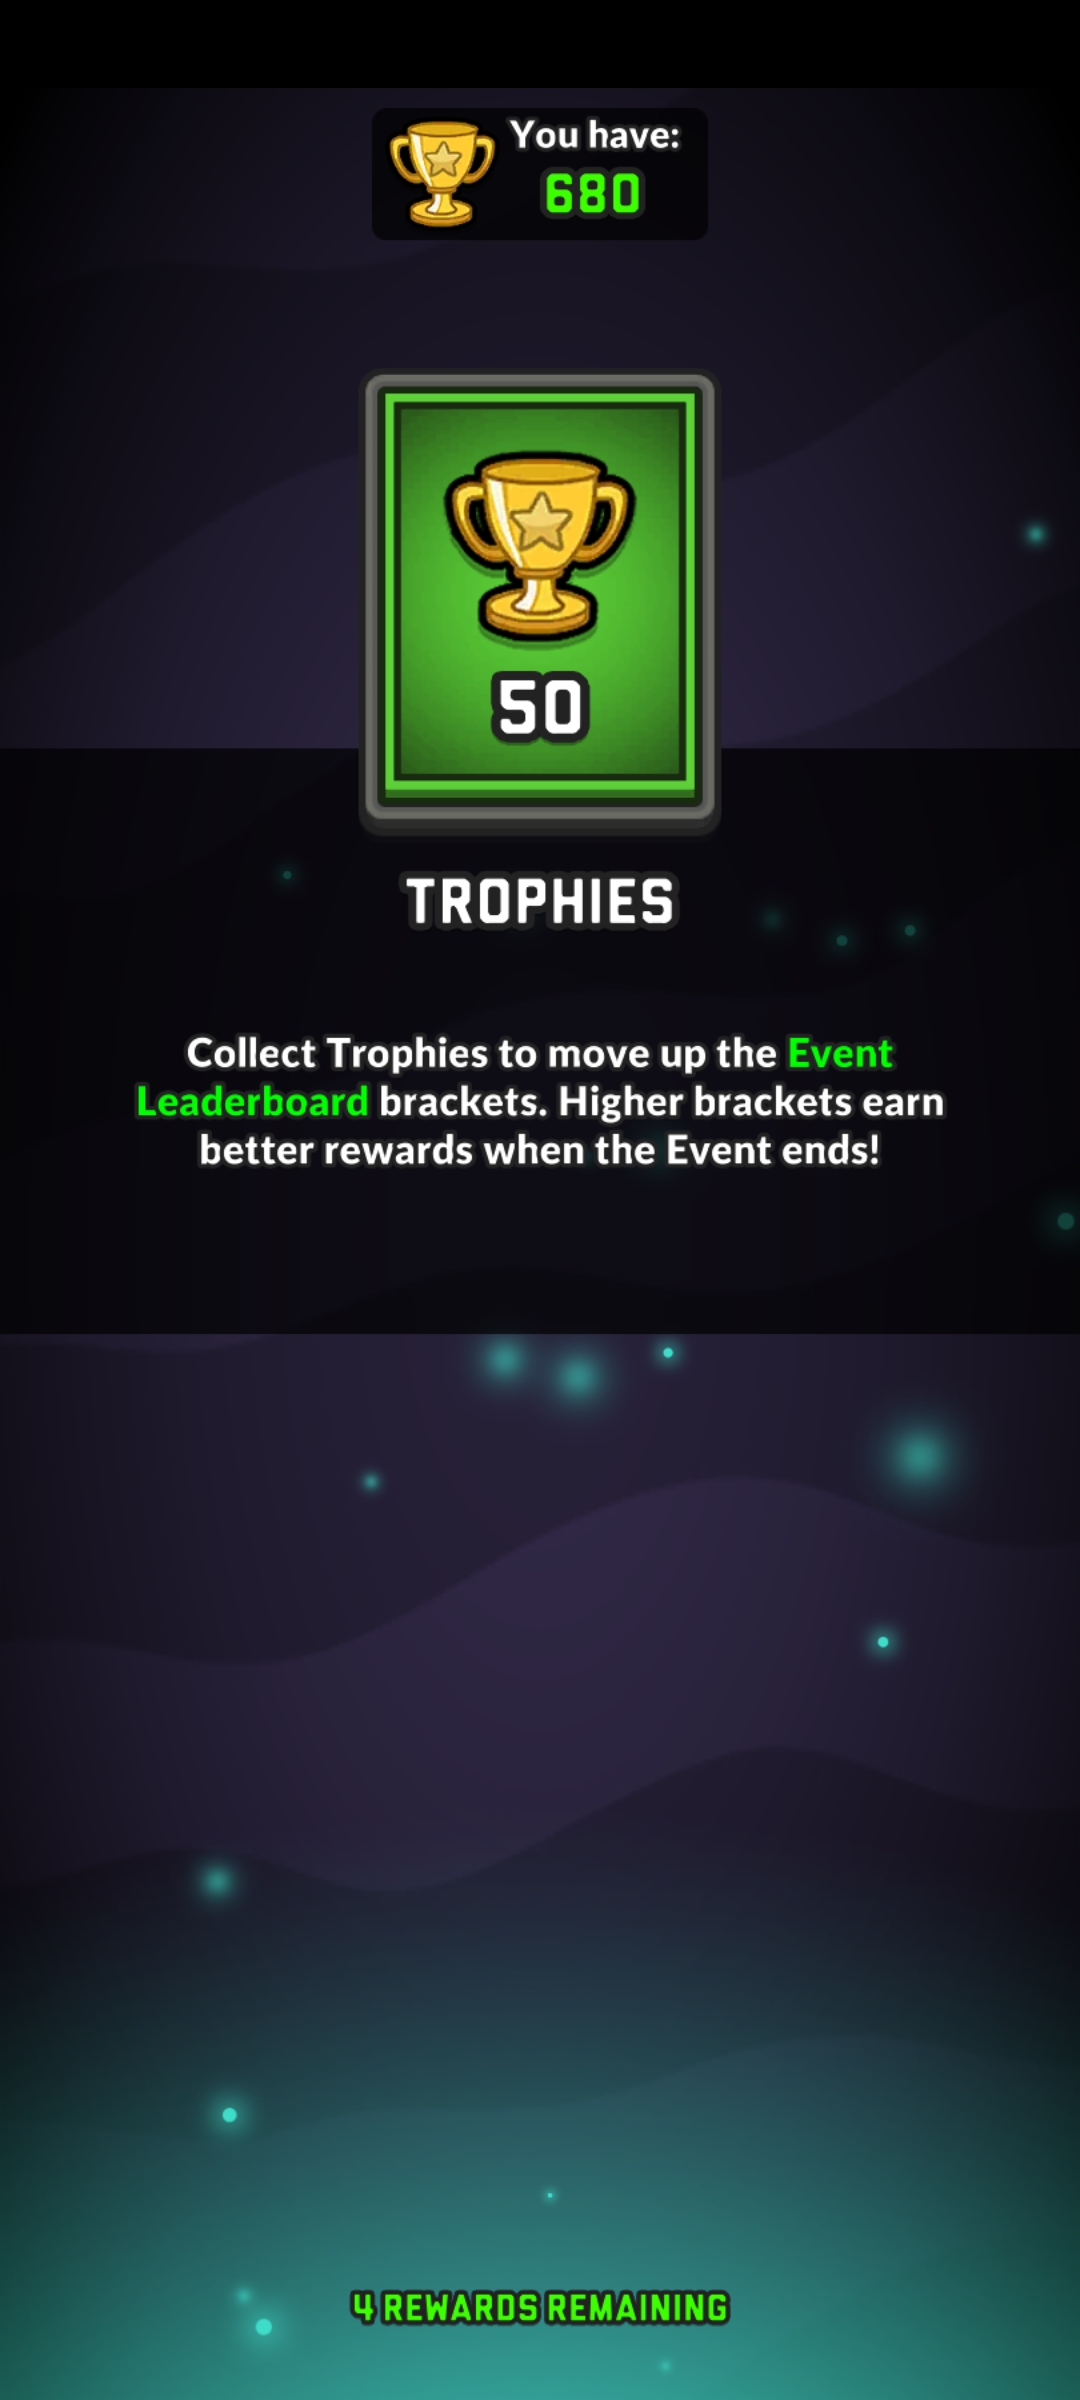 You have:
680
50
TROPHIES
Collect Trophies to move up the Event
Leaderboard brackets. Higher brackets earn
better rewards when the Event ends!
4 REWARDS REMAINING